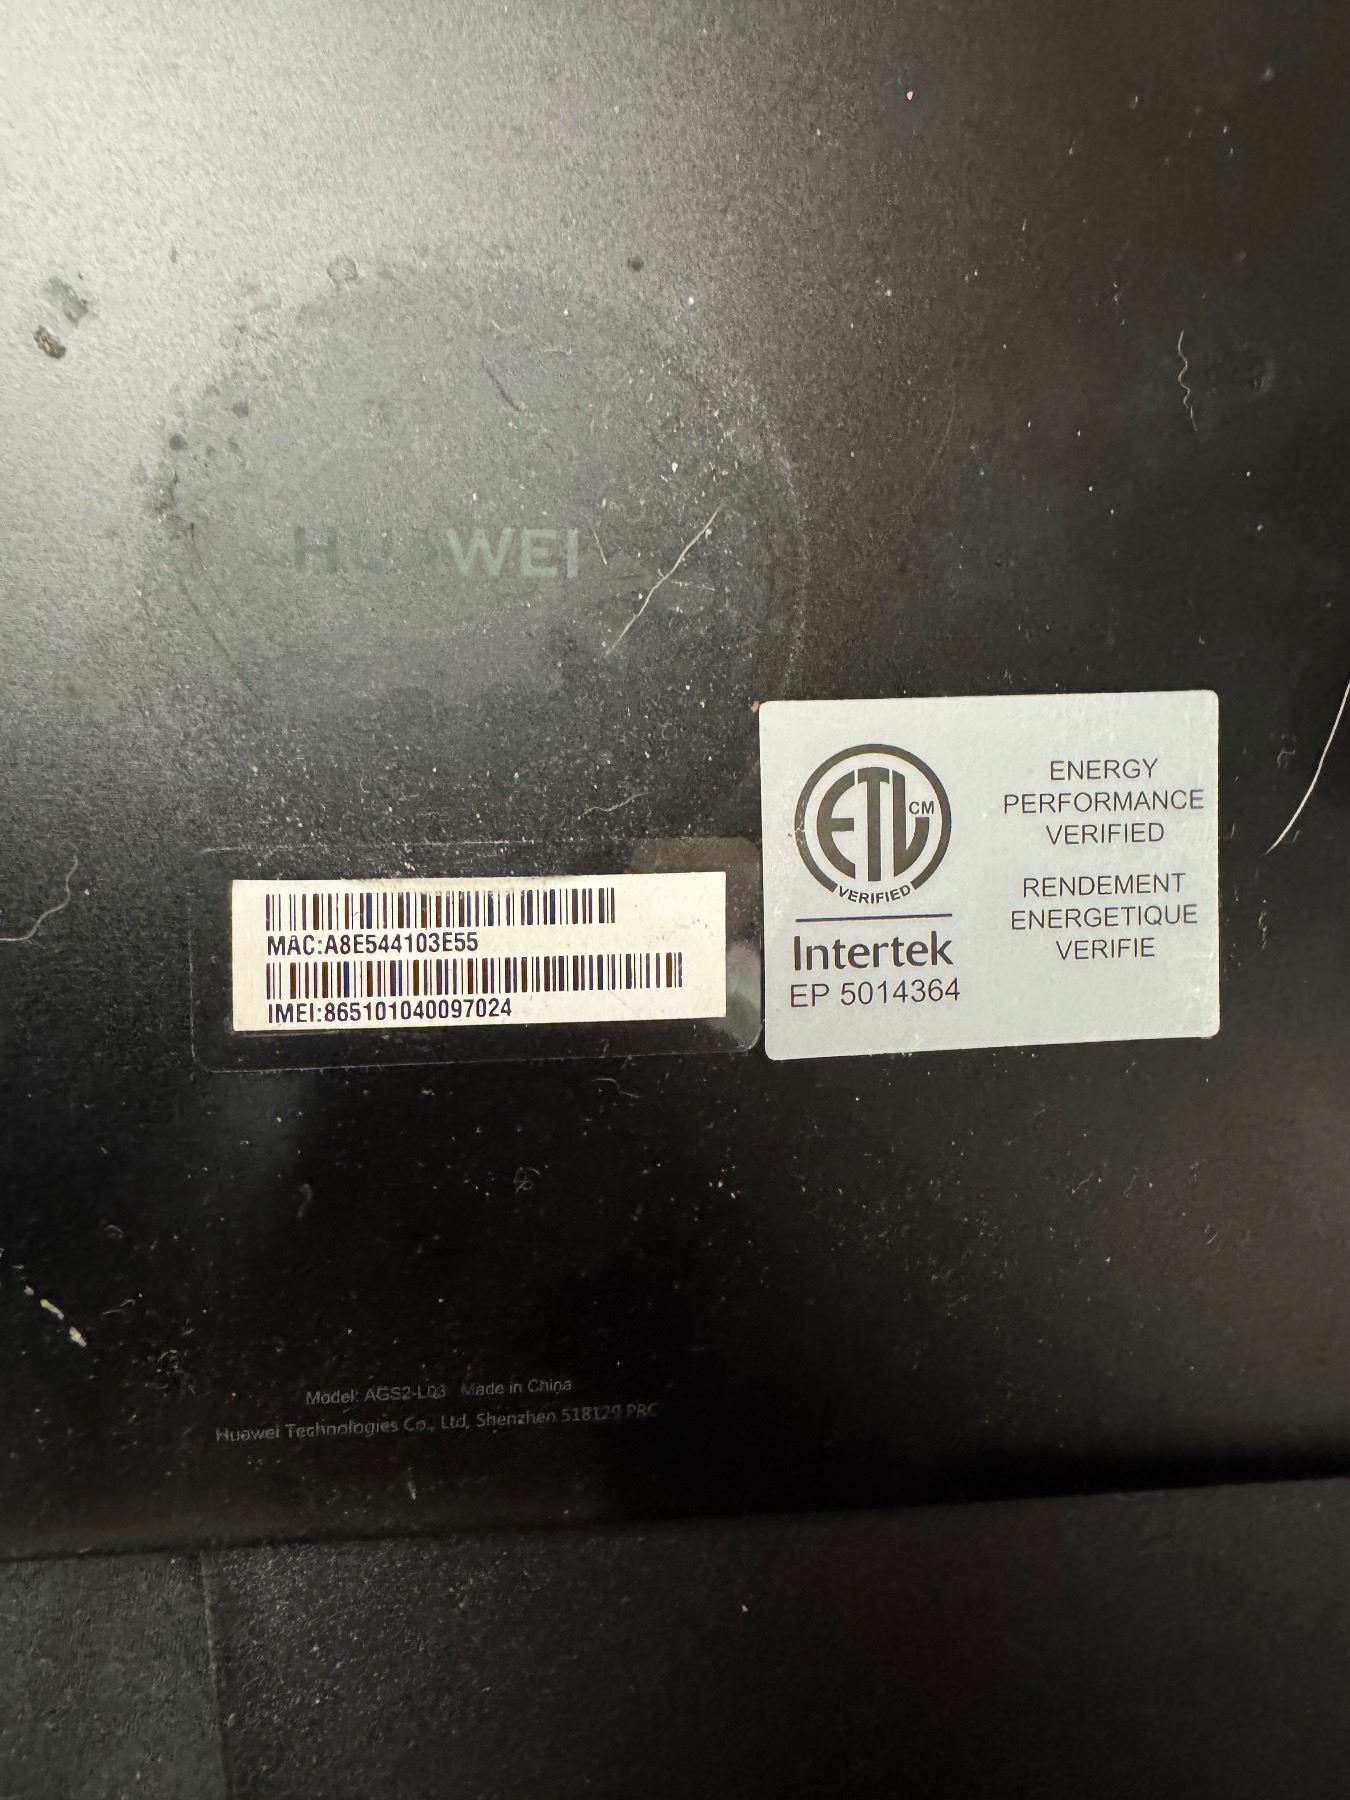 HUAWEI
ETL CM
VERIFIED
Intertek
EP 5014364
ENERGY
PERFORMANCE
VERIFIED
RENDEMENT
ENERGETIQUE
VERIFIE
MAC:A8E544103E55
IMEI:865101040097024
Model: AGS2-L03 Made in China
Huawei Technologies Co., Ltd, Shenzhen 518129 PRC